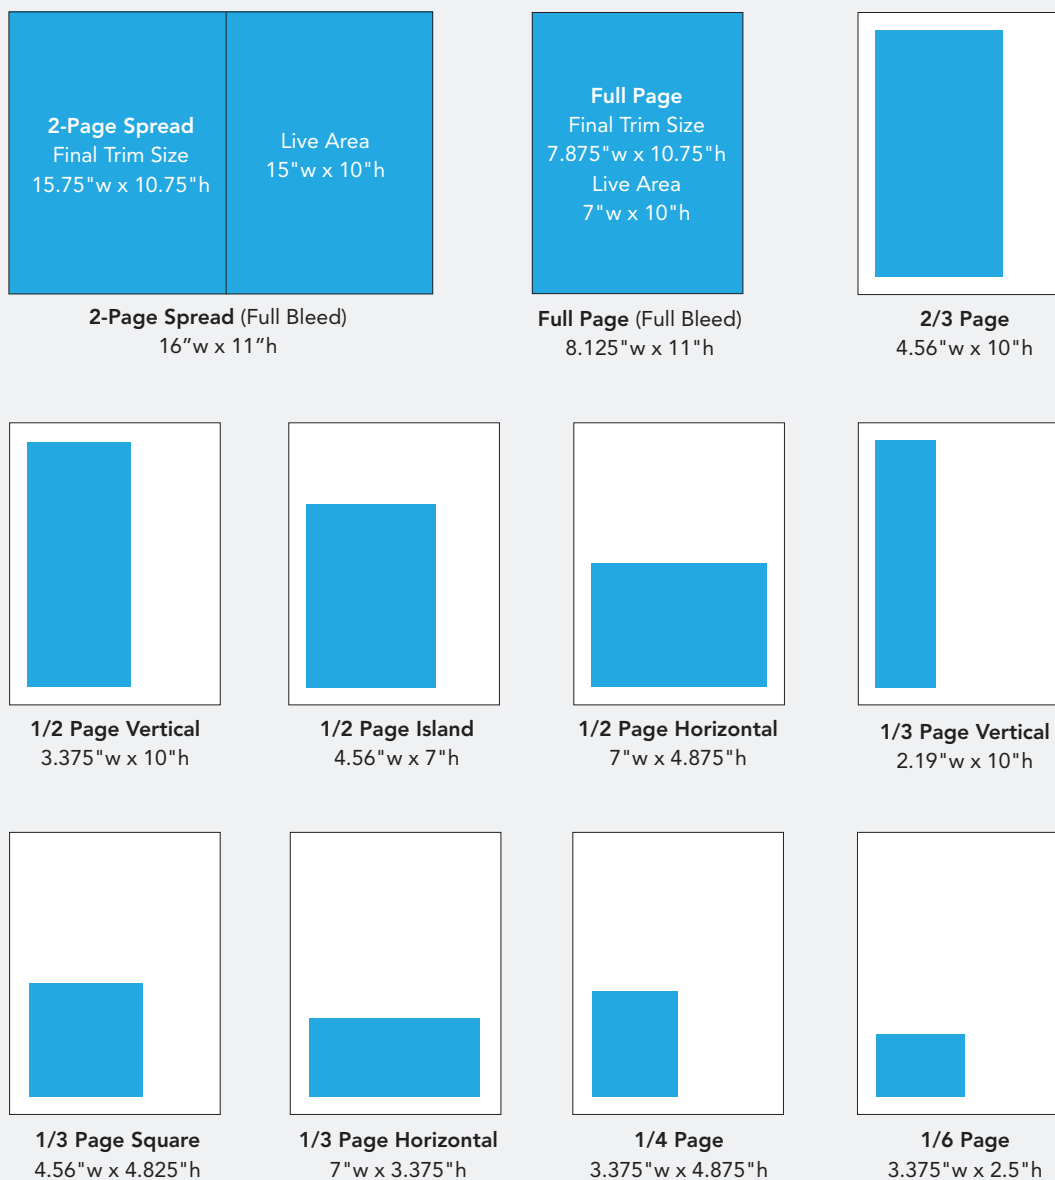 2-Page Spread
Final Trim Size
15.75"w x 10.75"h
Live Area
15"w x 10"h
2-Page Spread (Full Bleed)
16”w x 11”h
Full Page
Final Trim Size
7.875"w x 10.75"h
Live Area
7"w x 10"h
Full Page (Full Bleed)
8.125"w x 11"h
2/3 Page
4.56"w x 10"h
1/2 Page Vertical
3.375"w x 10"h
1/2 Page Island
4.56"w x 7"h
1/2 Page Horizontal
7"w x 4.875"h
1/3 Page Vertical
2.19"w x 10"h
1/3 Page Square
4.56"w x 4.825"h
1/3 Page Horizontal
7"w x 3.375"h
1/4 Page
3.375"w x 4.875"h
1/6 Page
3.375"w x 2.5"h